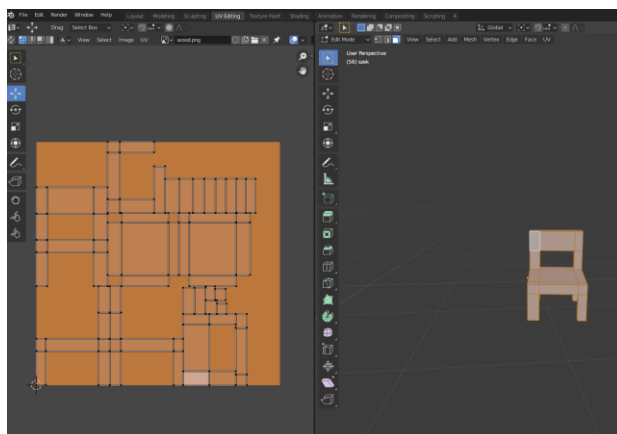 File Edit Render Window Help Layout Modeling Sculpting UV Editing Texture Paint Shading Animation Rendering Compositing Scripting +
Drag: Select Box Global
View Select Image UV wood.png Edit Mode View Select Add Mesh Vertex Edge Face UV
User Perspective